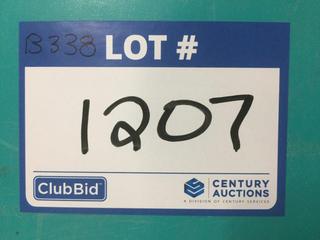 B338 LOT #
1207
ClubBid
CENTURY
AUCTIONS
A DIVISION OF CENTURY SERVICES